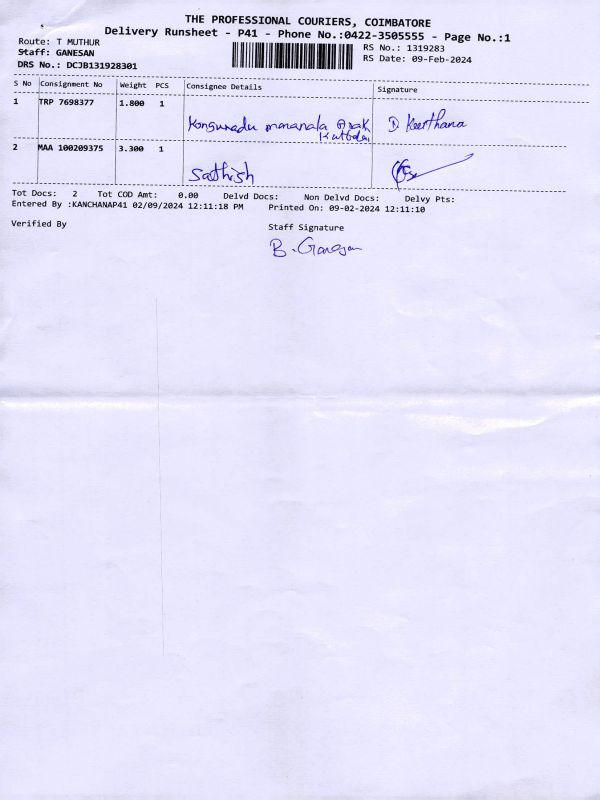 THE PROFESSIONAL COURIERS, COIMBATORE
Delivery Runsheet - P41 - Phone No.:0422-3505555 - Page No.:1
Route: T MUTHUR
RS No.: 1319283
Staff: GANESAN
RS Date: 09-Feb-2024
DRS No.: DCJB131928301
S No Consignment No Weight PCS Consignee Details Signature
1 TRP 7698377 1.800 1
Kongunadu D Keerthana
2 MAA 100209375 3.300 1
Sathish
Tot Docs: 2 Tot COD Amt: 0.00 Delvd Docs: Non Delvd Docs: Delvy Pts:
Entered By :KANCHANAP41 02/09/2024 12:11:18 PM Printed On: 09-02-2024 12:11:10
Verified By Staff Signature
B. Ganesan